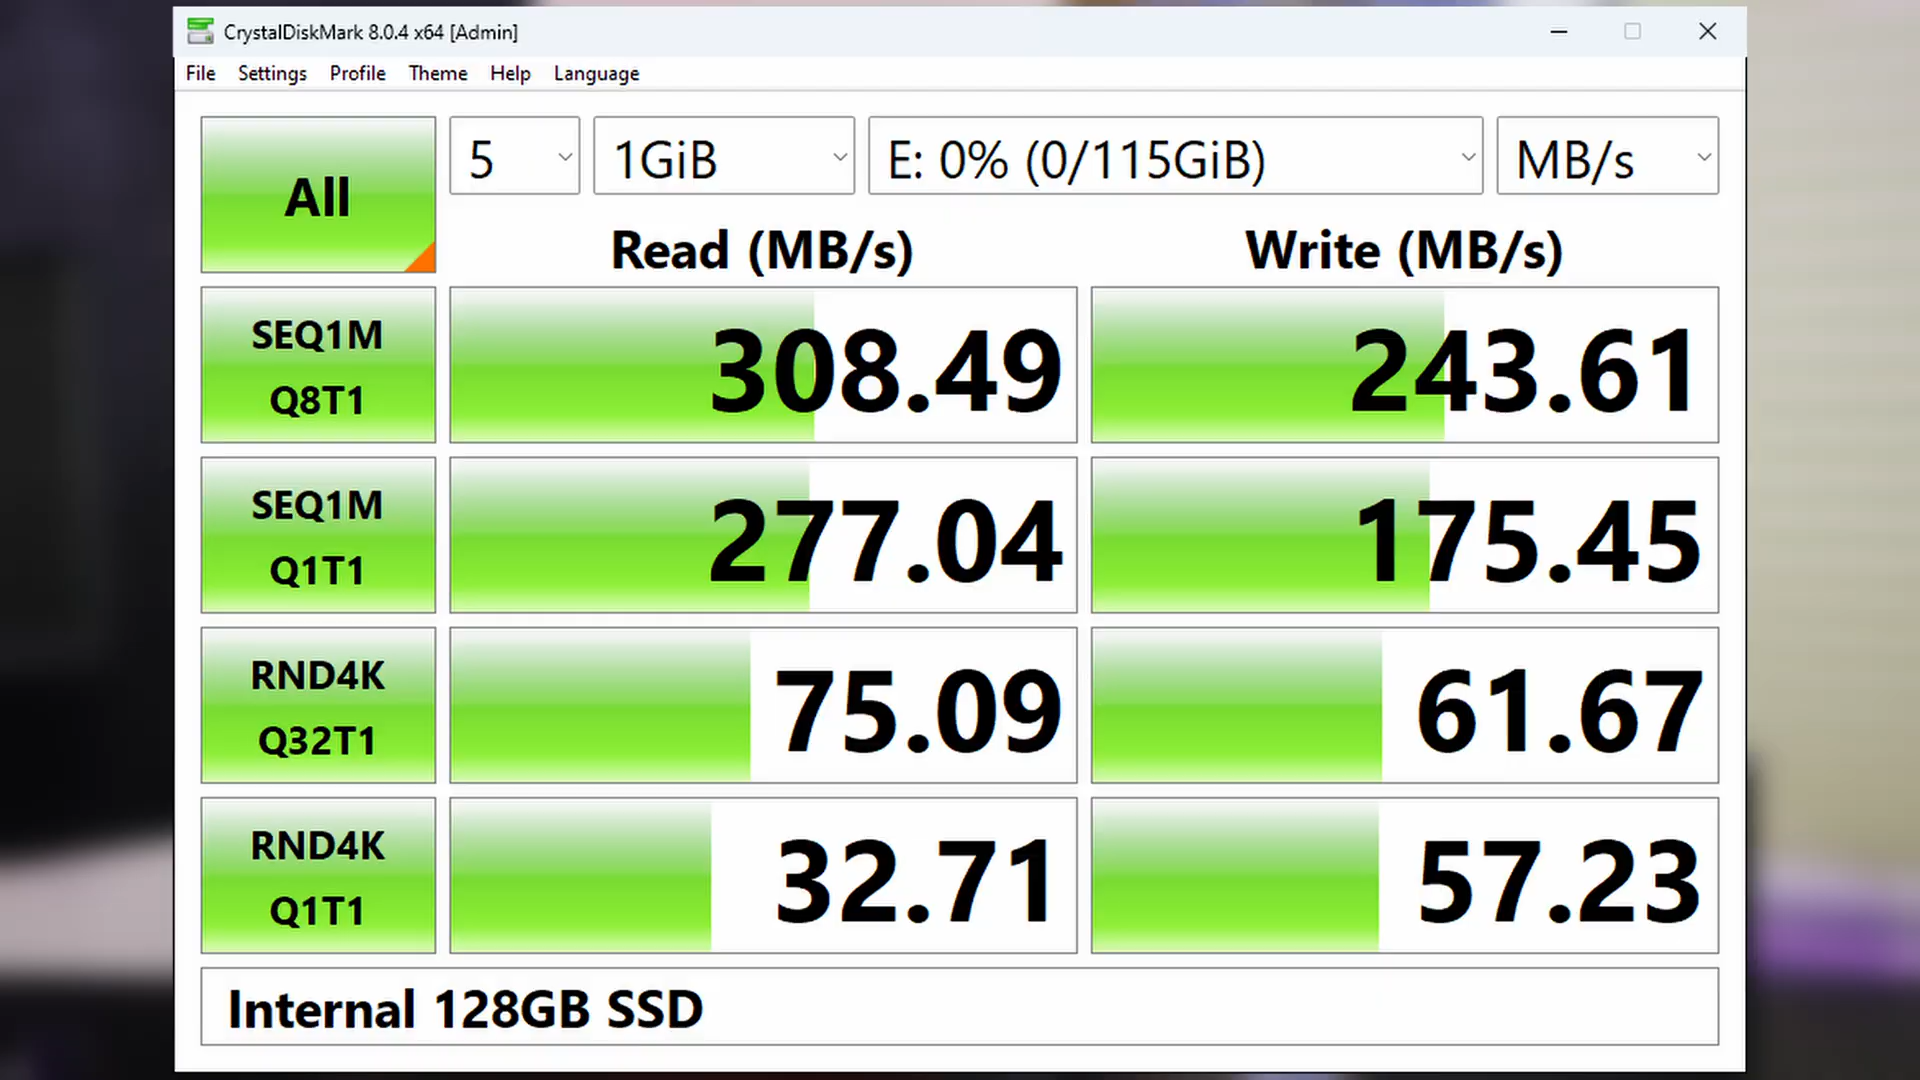 CrystalDiskMark 8.0.4 x64 [Admin]
File Settings Profile Theme Help Language
All 5 1GiB E: 0% (0/115GiB) MB/s
Read (MB/s) Write (MB/s)
SEQ1M
Q8T1
308.49 243.61
SEQ1M
Q1T1
277.04 175.45
RND4K
Q32T1
75.09 61.67
RND4K
Q1T1
32.71 57.23
Internal 128GB SSD